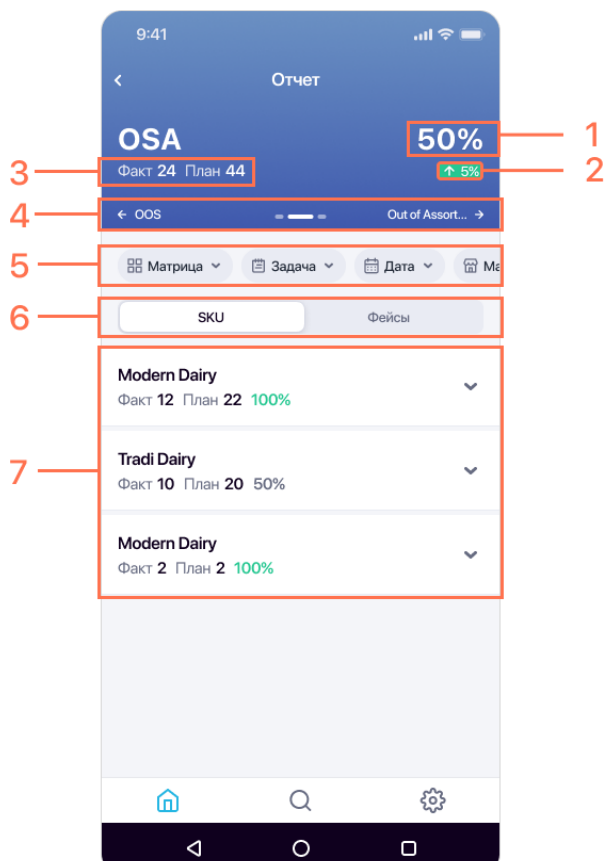 9:41
Отчет
OSA
50%
1
3
Факт 24 План 44
↑ 5%
2
4
← OOS
Out of Assort... →
5
Матрица
Задача
Дата
Ма
6
SKU
Фейсы
7
Modern Dairy
Факт 12 План 22 100%
Tradi Dairy
Факт 10 План 20 50%
Modern Dairy
Факт 2 План 2 100%